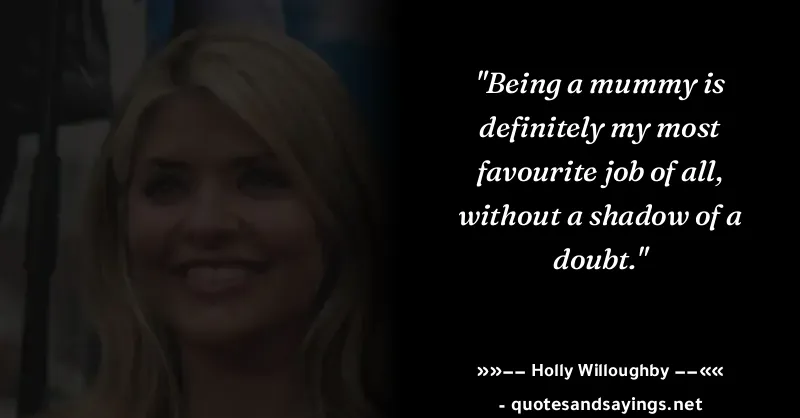 "Being a mummy is
definitely my most
favourite job of all,
without a shadow of a
doubt."
»»−− Holly Willoughby −−««
- quotesandsayings.net